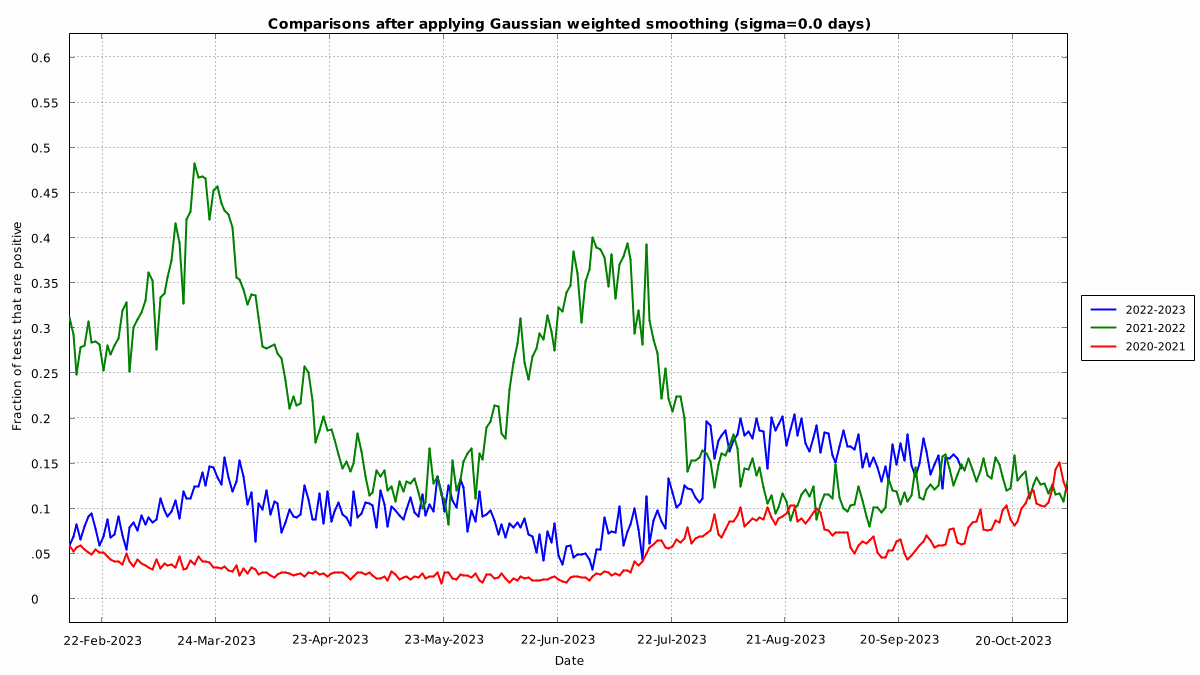 Comparisons after applying Gaussian weighted smoothing (sigma=0.0 days)
0.6
0.55
0.5
0.45
0.4
0.35
0.3
0.25
0.2
0.15
0.1
.05
0
Fraction of tests that are positive
22-Feb-2023
24-Mar-2023
23-Apr-2023
23-May-2023
22-Jun-2023
22-Jul-2023
21-Aug-2023
20-Sep-2023
20-Oct-2023
Date
2022-2023
2021-2022
2020-2021